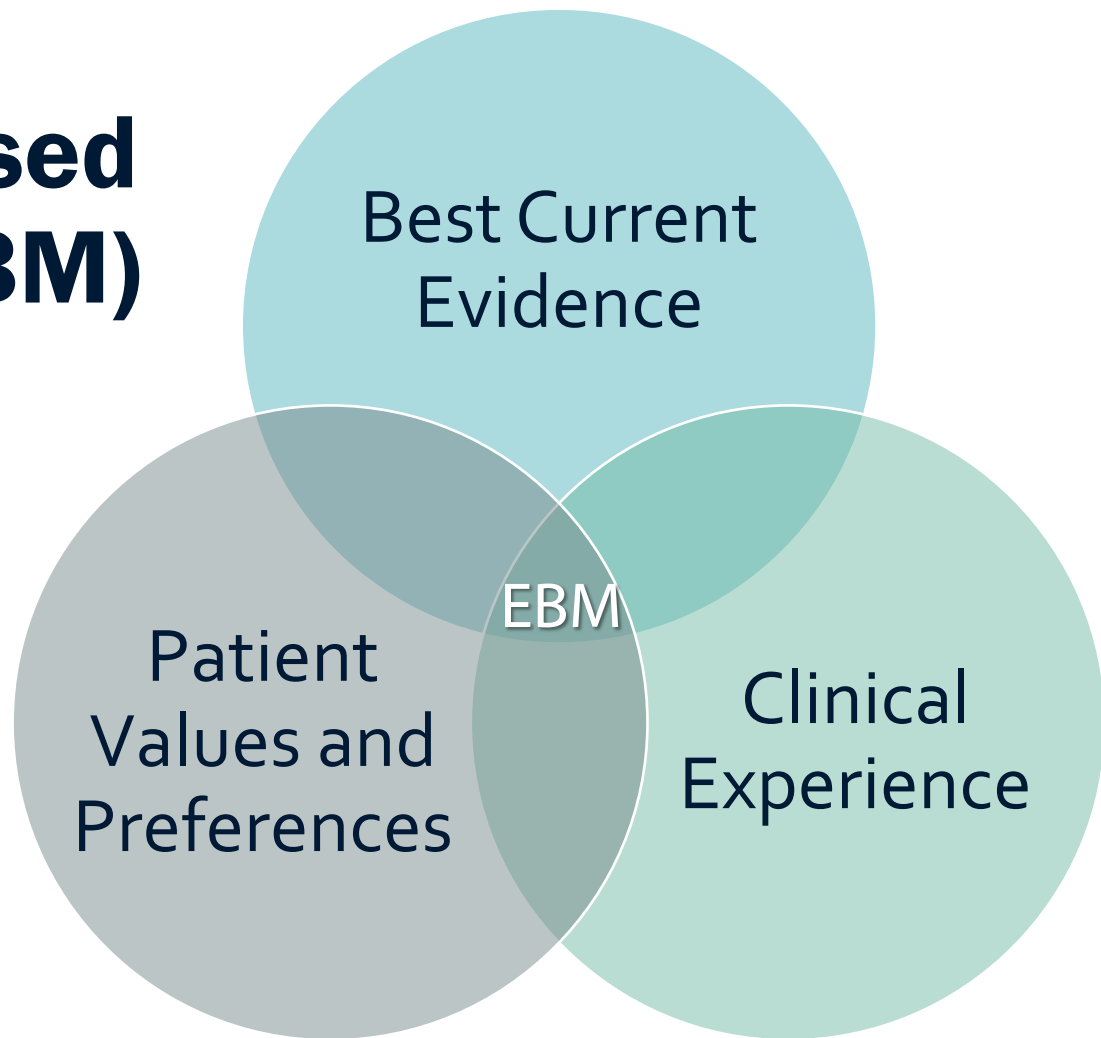 sed
BM)
Best Current
Evidence
EBM
Patient
Values and
Preferences
Clinical
Experience